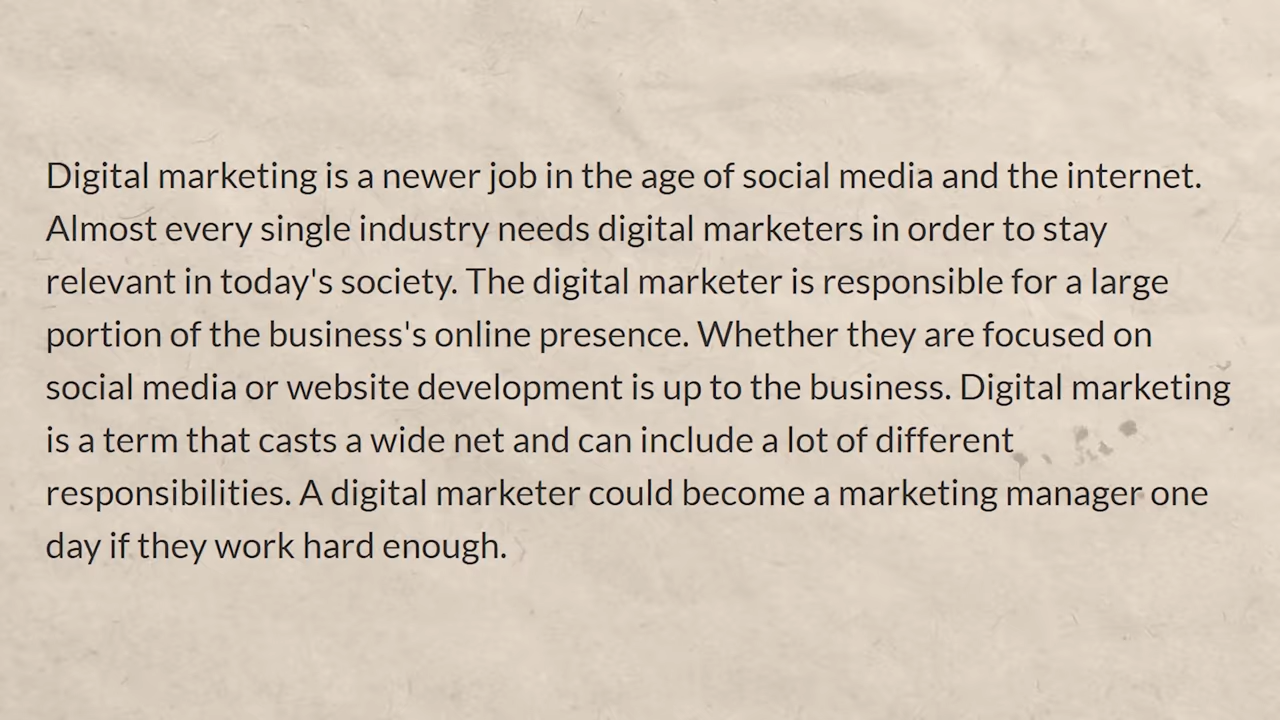 Digital marketing is a newer job in the age of social media and the internet.
Almost every single industry needs digital marketers in order to stay
relevant in today's society. The digital marketer is responsible for a large
portion of the business's online presence. Whether they are focused on
social media or website development is up to the business. Digital marketing
is a term that casts a wide net and can include a lot of different
responsibilities. A digital marketer could become a marketing manager one
day if they work hard enough.